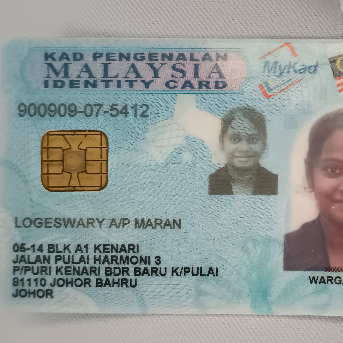 KAD PENGENALAN
MALAYSIA
IDENTITY CARD
MyKad
900909-07-5412
LOGESWARY A/P MARAN
05-14 BLK A1 KENARI
JALAN PULAI HARMONI 3
P/PURI KENARI BDR BARU K/PULAI
81110 JOHOR BAHRU
JOHOR
WARGA